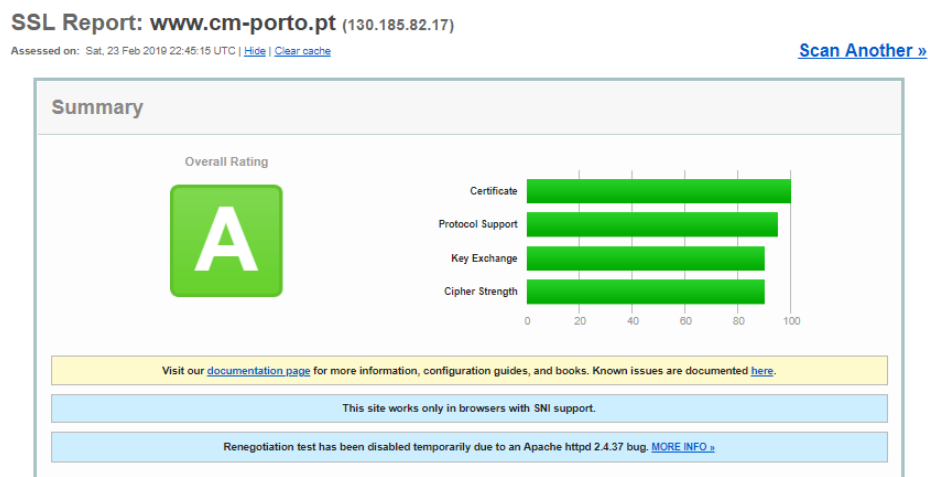 SSL Report: www.cm-porto.pt (130.185.82.17)
Assessed on: Sat, 23 Feb 2019 22:45:15 UTC | Hide | Clear cache
Scan Another »
Summary
Overall Rating
A
Certificate
Protocol Support
Key Exchange
Cipher Strength
0 20 40 60 80 100
Visit our documentation page for more information, configuration guides, and books. Known issues are documented here.
This site works only in browsers with SNI support.
Renegotiation test has been disabled temporarily due to an Apache httpd 2.4.37 bug. MORE INFO »